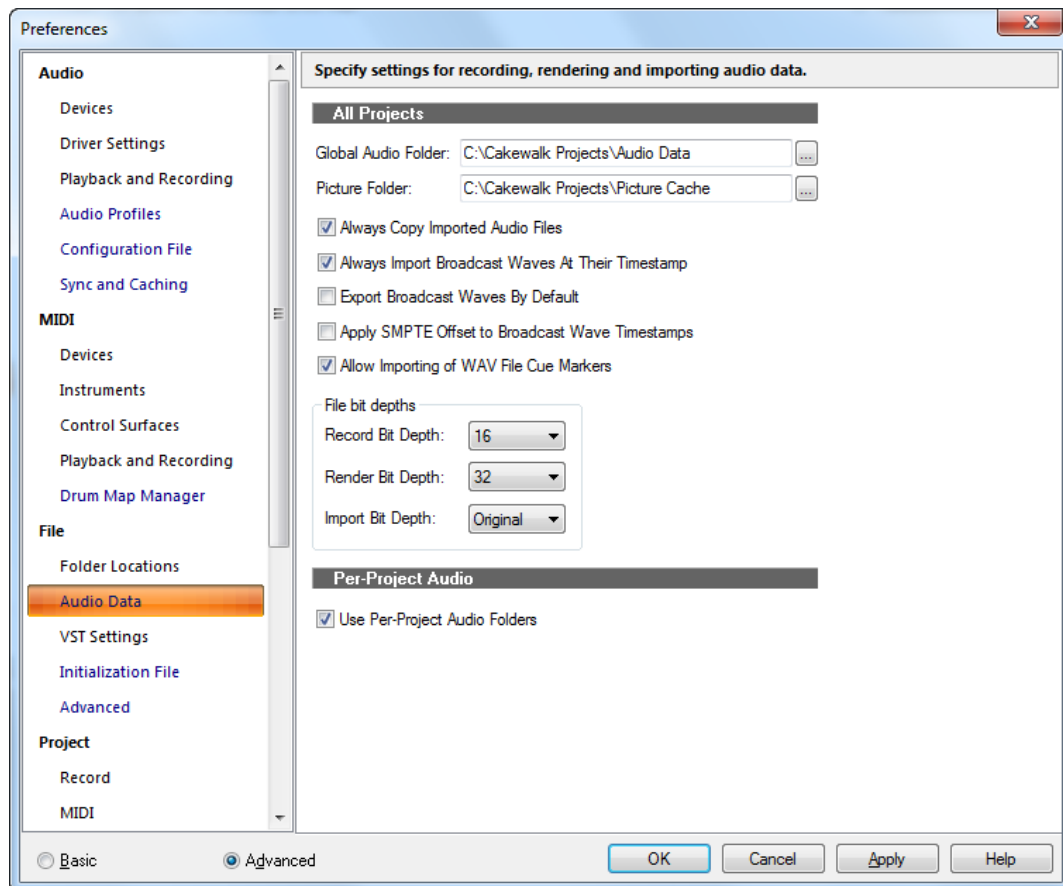 Preferences
Audio
Devices
Driver Settings
Playback and Recording
Audio Profiles
Configuration File
Sync and Caching
MIDI
Devices
Instruments
Control Surfaces
Playback and Recording
Drum Map Manager
File
Folder Locations
Audio Data
VST Settings
Initialization File
Advanced
Project
Record
MIDI
Specify settings for recording, rendering and importing audio data.
All Projects
Global Audio Folder: C:\Cakewalk Projects\Audio Data ...
Picture Folder: C:\Cakewalk Projects\Picture Cache ...
Always Copy Imported Audio Files
Always Import Broadcast Waves At Their Timestamp
Export Broadcast Waves By Default
Apply SMPTE Offset to Broadcast Wave Timestamps
Allow Importing of WAV File Cue Markers
File bit depths
Record Bit Depth: 16
Render Bit Depth: 32
Import Bit Depth: Original
Per-Project Audio
Use Per-Project Audio Folders
Basic Advanced OK Cancel Apply Help